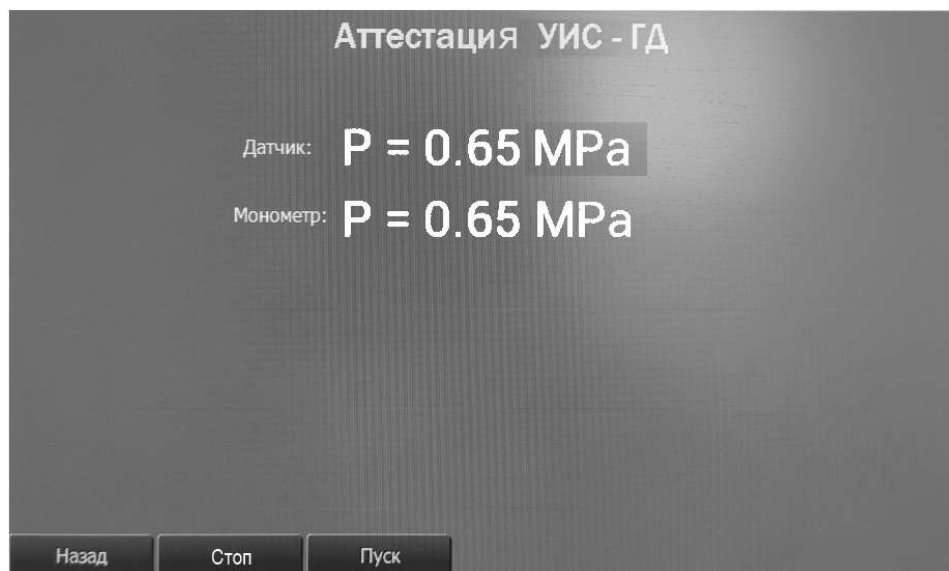 Аттестация УИС - ГД
Датчик: P = 0.65 MPa
Монометр: P = 0.65 MPa
Назад Стоп Пуск